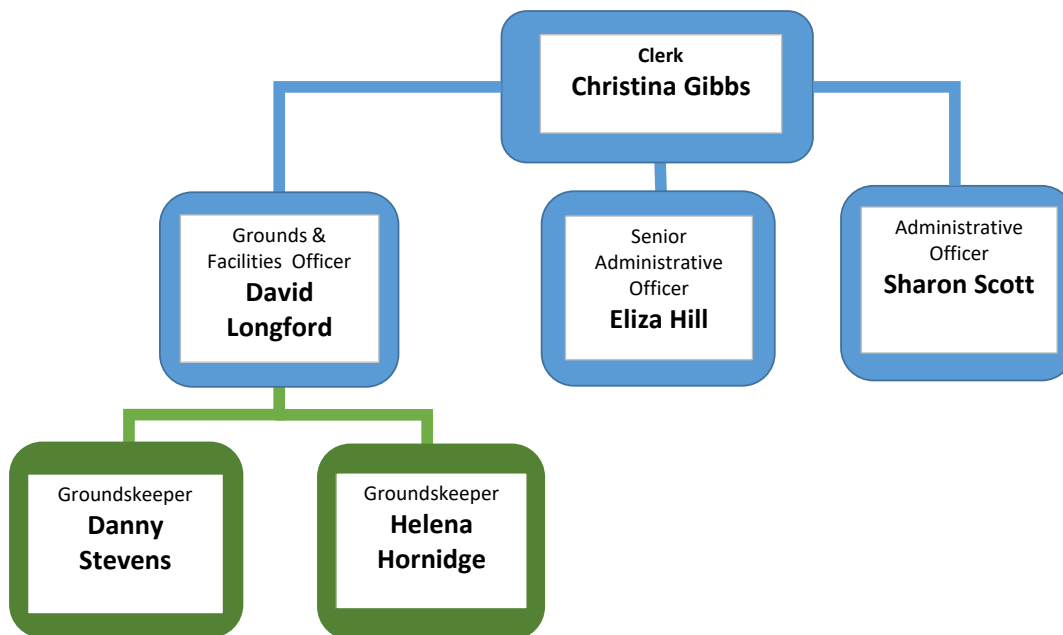 Clerk
Christina Gibbs
Grounds &
Facilities Officer
David
Longford
Senior
Administrative
Officer
Eliza Hill
Administrative
Officer
Sharon Scott
Groundskeeper
Danny
Stevens
Groundskeeper
Helena
Hornidge